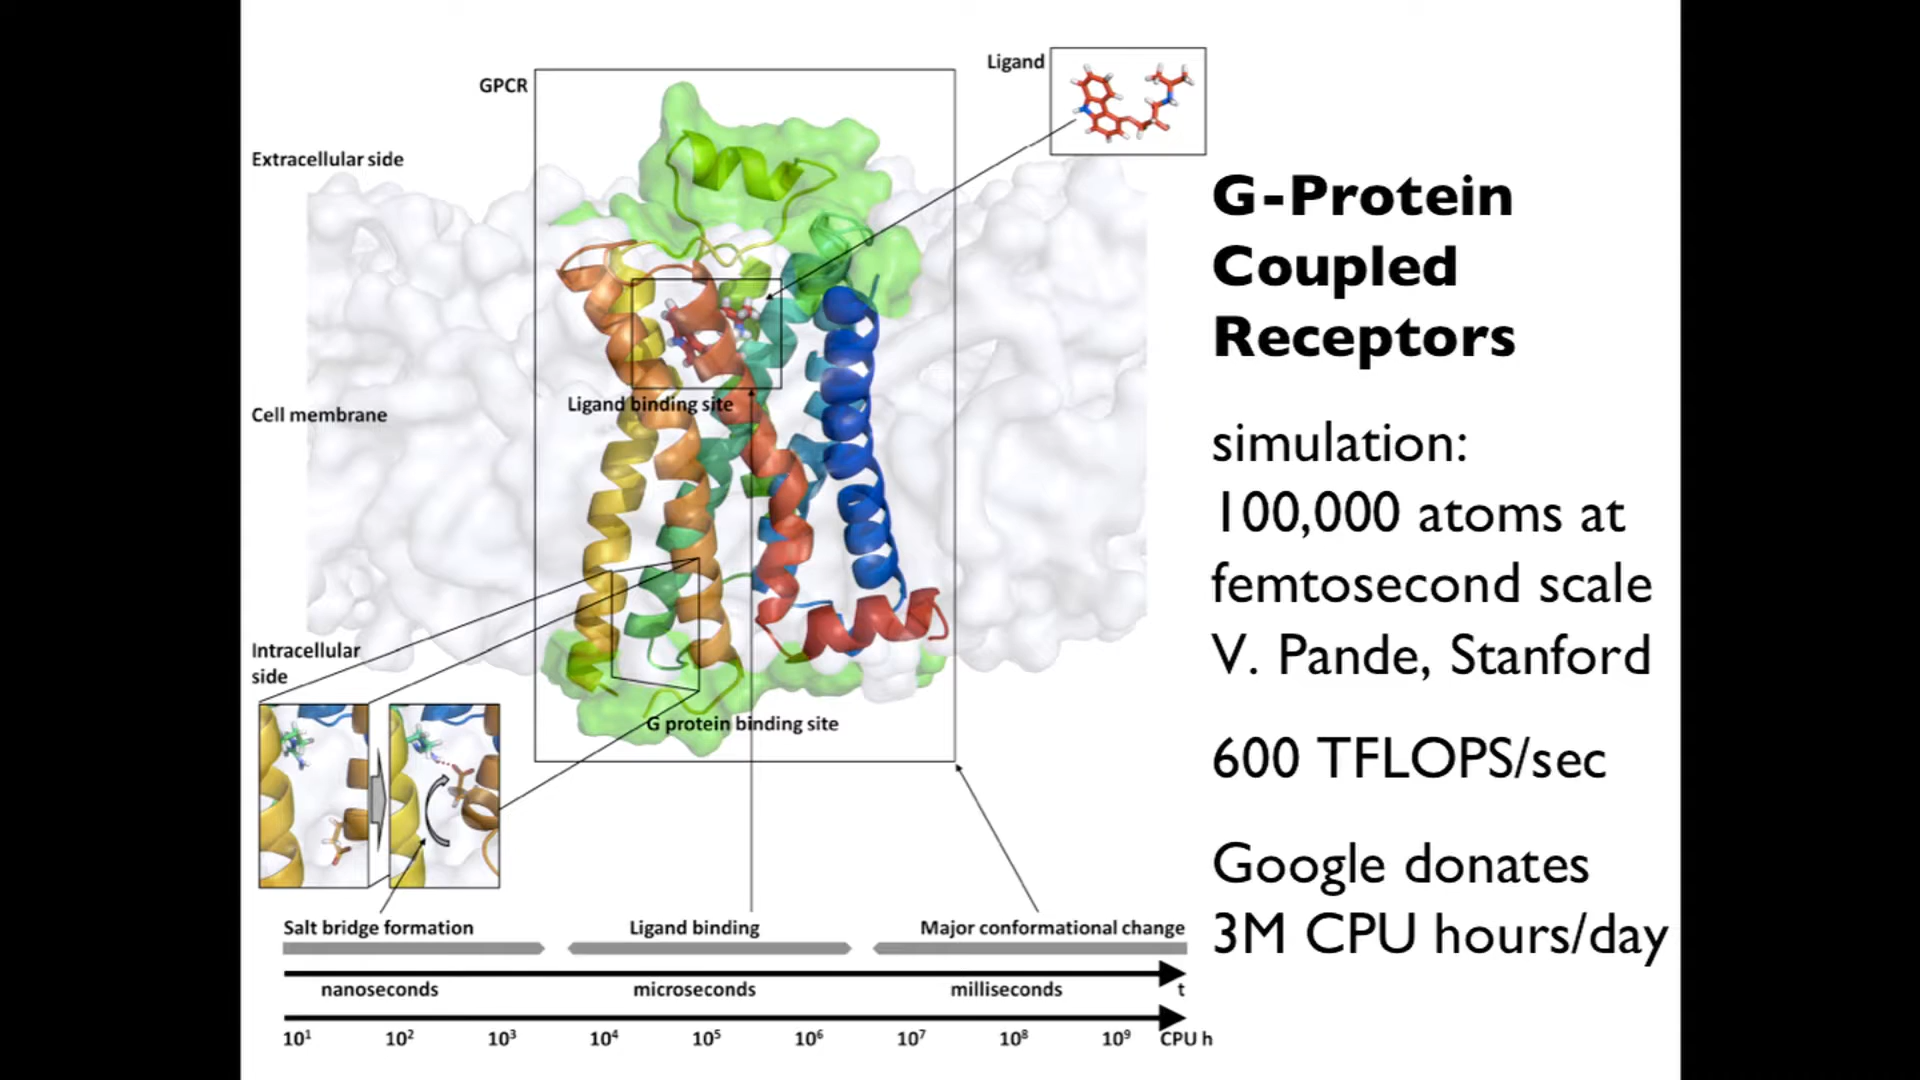 GPCR
Ligand
Extracellular side
Ligand binding site
Cell membrane
Intracellular
side
G protein binding site
Salt bridge formation
Ligand binding
Major conformational change
nanoseconds
microseconds
milliseconds
t
10¹ 10² 10³ 10⁴ 10⁵ 10⁶ 10⁷ 10⁸ 10⁹ CPU h
G-Protein
Coupled
Receptors
simulation:
100,000 atoms at
femtosecond scale
V. Pande, Stanford
600 TFLOPS/sec
Google donates
3M CPU hours/day